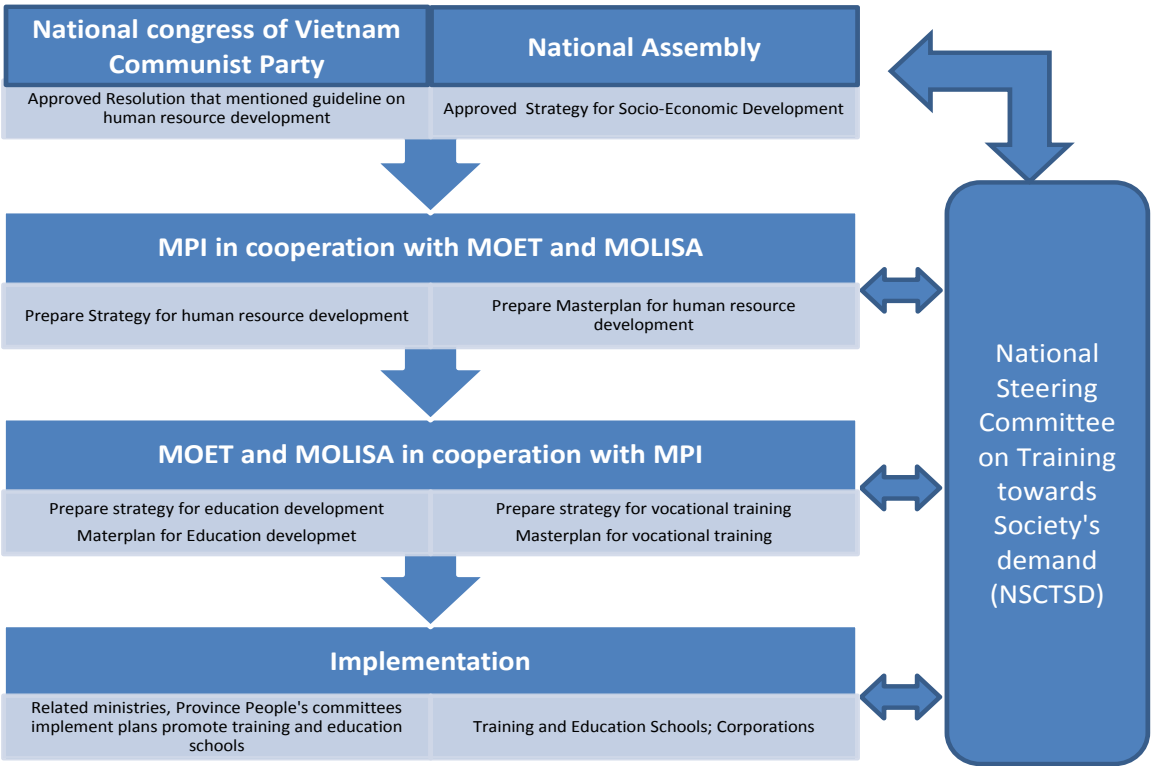 National congress of Vietnam
Communist Party
National Assembly
Approved Resolution that mentioned guideline on
human resource development
Approved Strategy for Socio-Economic Development
MPI in cooperation with MOET and MOLISA
Prepare Strategy for human resource development
Prepare Masterplan for human resource
development
MOET and MOLISA in cooperation with MPI
Prepare strategy for education development
Materplan for Education developmet
Prepare strategy for vocational training
Masterplan for vocational training
Implementation
Related ministries, Province People's committees
implement plans promote training and education
schools
Training and Education Schools; Corporations
National
Steering
Committee
on Training
towards
Society's
demand
(NSCTSD)